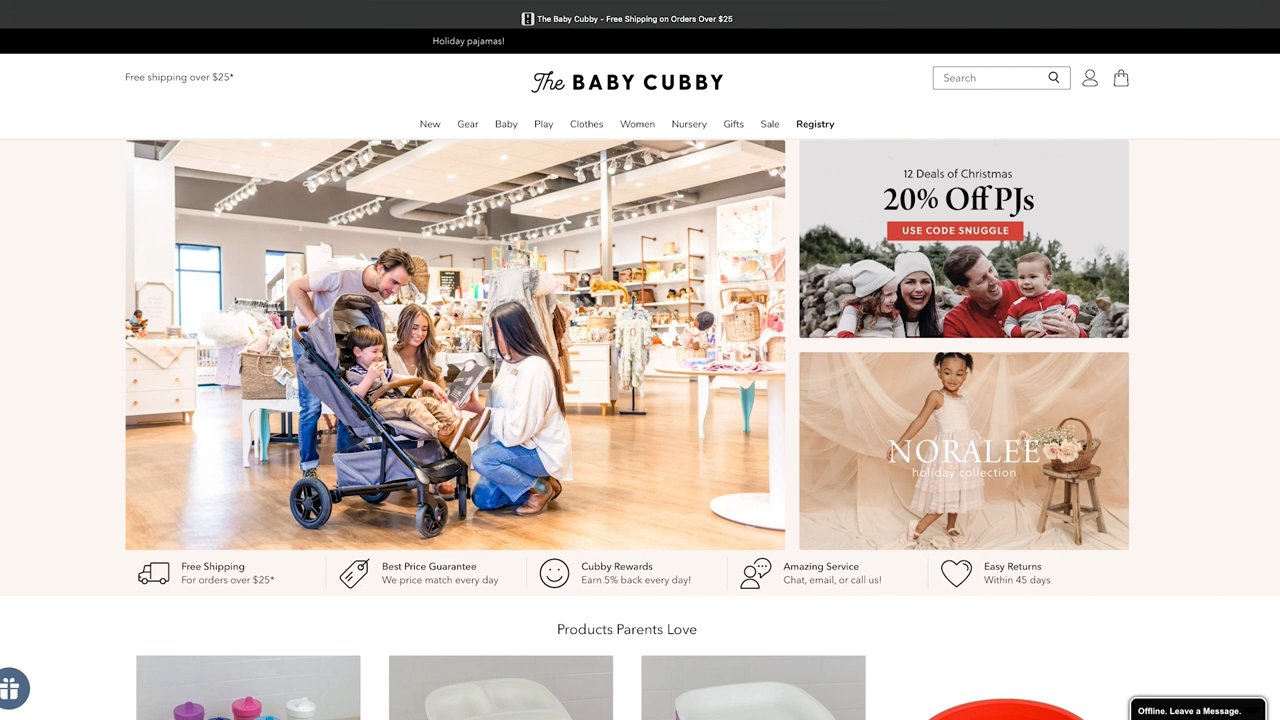 The Baby Cubby - Free Shipping on Orders Over $25
Holiday pajamas!
Free shipping over $25*
The BABY CUBBY
Search
New Gear Baby Play Clothes Women Nursery Gifts Sale Registry
12 Deals of Christmas
20% Off PJs
USE CODE SNUGGLE
NORALEE
holiday collection
Free Shipping
For orders over $25*
Best Price Guarantee
We price match every day
Cubby Rewards
Earn 5% back every day!
Amazing Service
Chat, email, or call us!
Easy Returns
Within 45 days
Products Parents Love
Offline. Leave a Message.